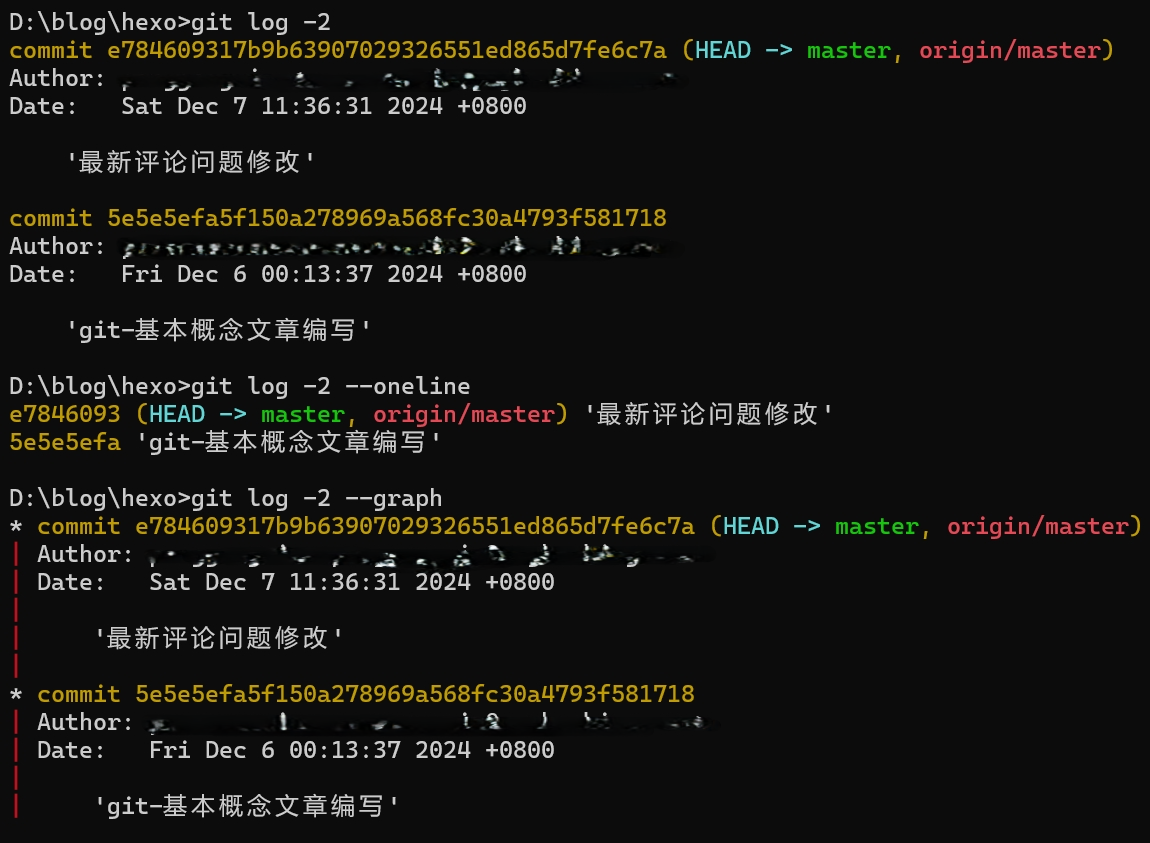 D:\blog\hexo>git log -2
commit e784609317b9b63907029326551ed865d7fe6c7a (HEAD -> master, origin/master)
Author:
Date:   Sat Dec 7 11:36:31 2024 +0800
'最新评论问题修改'
commit 5e5e5efa5f150a278969a568fc30a4793f581718
Author:
Date:   Fri Dec 6 00:13:37 2024 +0800
'git-基本概念文章编写'
D:\blog\hexo>git log -2 --oneline
e7846093 (HEAD -> master, origin/master) '最新评论问题修改'
5e5e5efa 'git-基本概念文章编写'
D:\blog\hexo>git log -2 --graph
* commit e784609317b9b63907029326551ed865d7fe6c7a (HEAD -> master, origin/master)
| Author:
| Date:   Sat Dec 7 11:36:31 2024 +0800
|
|     '最新评论问题修改'
|
* commit 5e5e5efa5f150a278969a568fc30a4793f581718
| Author:
| Date:   Fri Dec 6 00:13:37 2024 +0800
|
|     'git-基本概念文章编写'